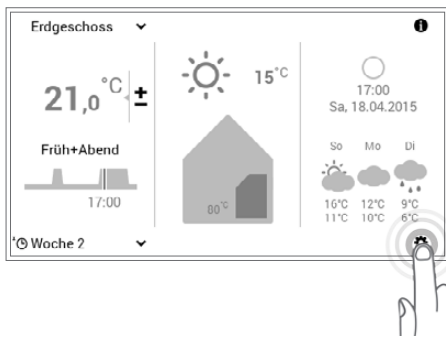 Erdgeschoss
21,0 °C ±
Früh+Abend
17:00
Woche 2
15°C
80°C
17:00
Sa, 18.04.2015
So Mo Di
16°C 12°C 9°C
11°C 10°C 6°C